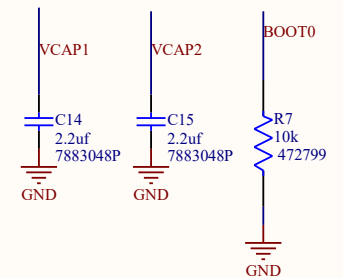 VCAP1
VCAP2
BOOT0
C14
2.2uf
7883048P
C15
2.2uf
7883048P
R7
10k
472799
GND
GND
GND